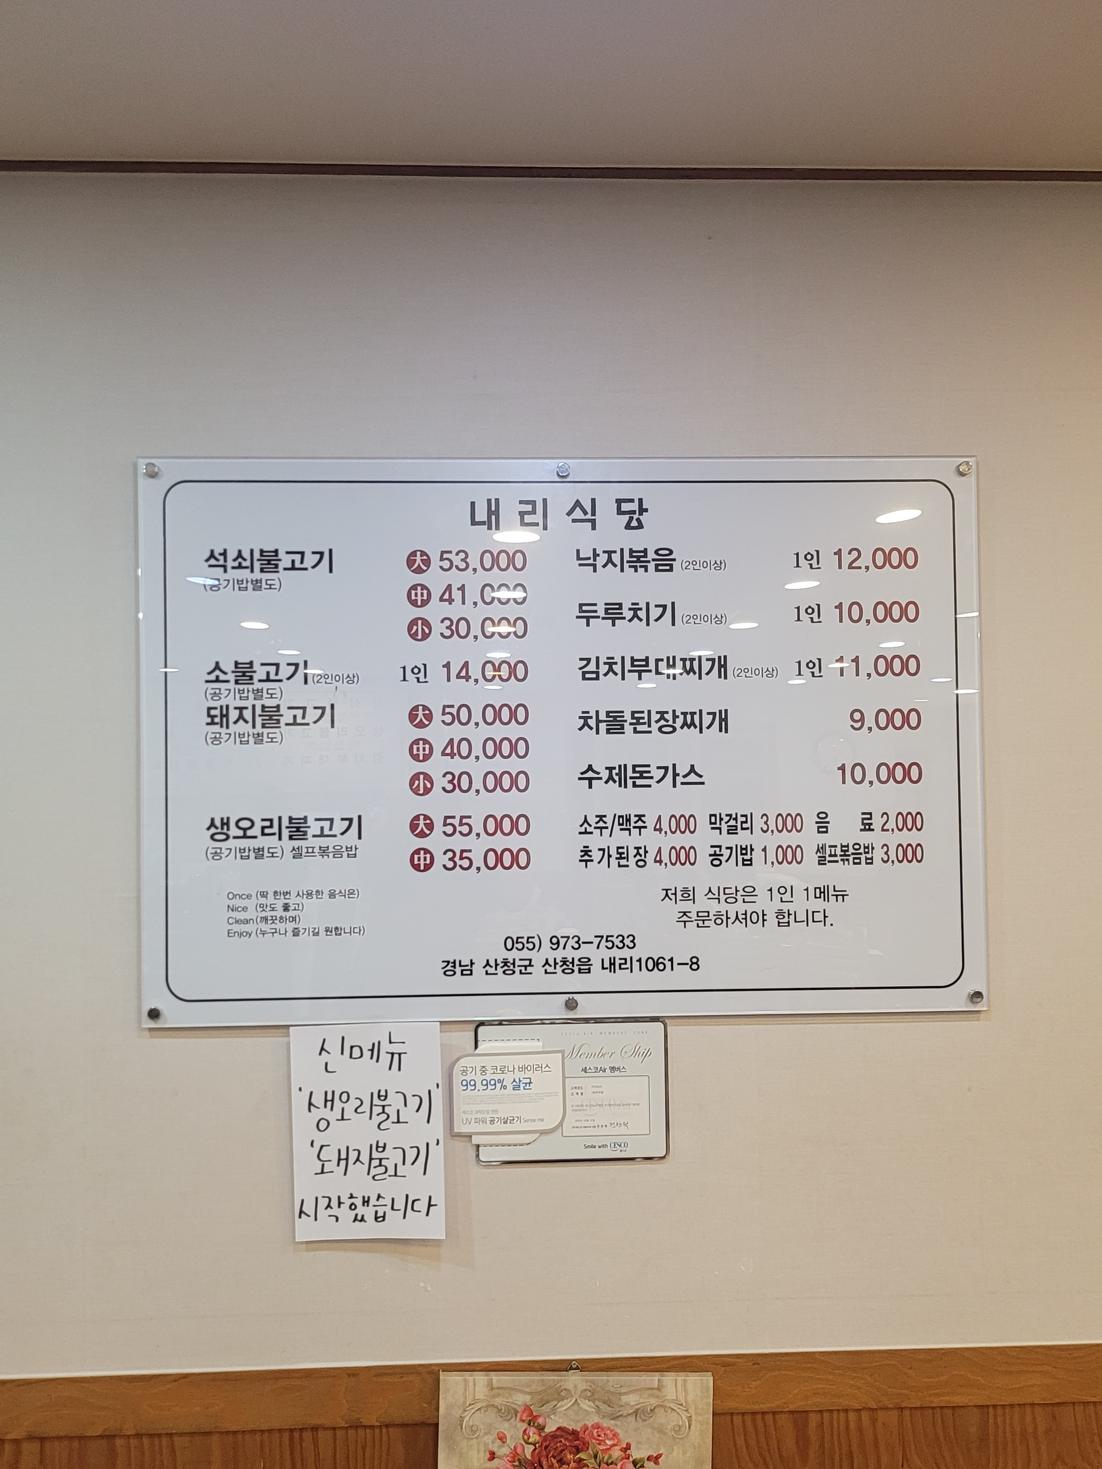 내리식당
석쇠불고기 大 53,000
(공기밥별도)
中 41,000
小 30,000
소불고기(2인이상) 1인 14,000
(공기밥별도)
돼지불고기 大 50,000
(공기밥별도)
中 40,000
小 30,000
생오리불고기 大 55,000
(공기밥별도) 셀프볶음밥 中 35,000
낙지볶음(2인이상) 1인 12,000
두루치기(2인이상) 1인 10,000
김치부대찌개(2인이상) 1인 11,000
차돌된장찌개 9,000
수제돈가스 10,000
소주/맥주 4,000 막걸리 3,000 음 료 2,000
추가된장 4,000 공기밥 1,000 셀프볶음밥 3,000
Once (딱 한번 사용한 음식은)
Nice (맛도 좋고)
Clean (깨끗하며)
Enjoy (누구나 즐기길 원합니다)
저희 식당은 1인 1메뉴
주문하셔야 합니다.
055) 973-7533
경남 산청군 산청읍 내리1061-8
신메뉴
'생오리불고기'
'돼지불고기'
시작했습니다
공기 중 코로나 바이러스
99.99% 살균
UV 파워 공기살균기
Member Ship
세스코Air 멤버스
Smile with CESCO